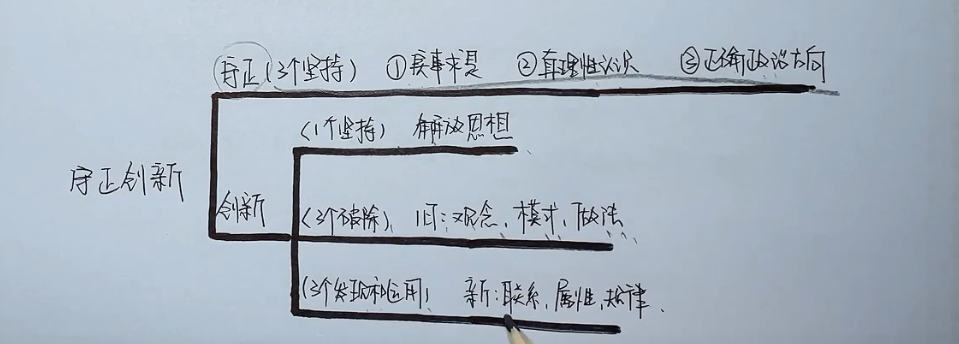 守正（3个坚持） ①实事求是 ②真理性认识 ③正确政治方向
（1个坚持） 解放思想
守正创新
创新 （3个破除） 旧：观念、模式、做法
（3个发现和运用） 新：联系、属性、规律